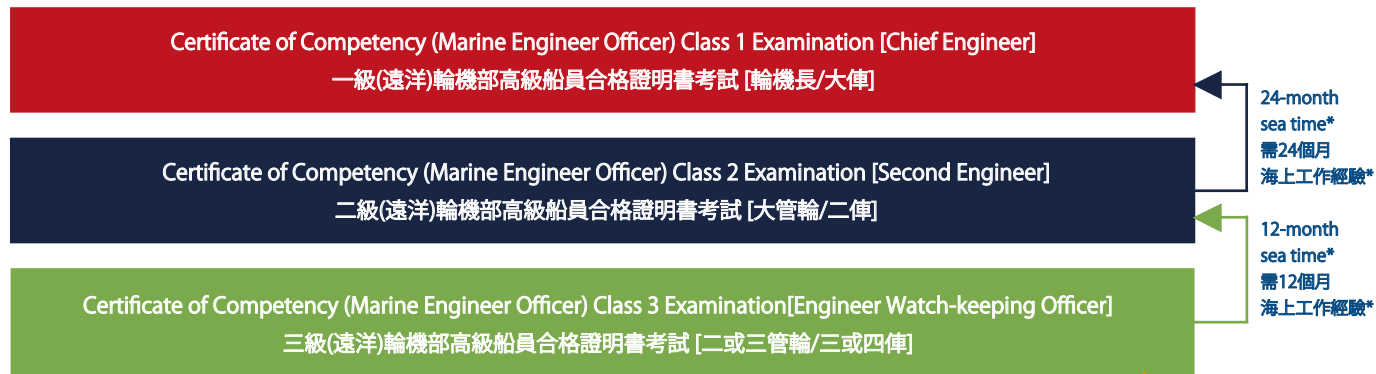 Certificate of Competency (Marine Engineer Officer) Class 1 Examination [Chief Engineer]
一級(遠洋)輪機部高級船員合格證明書考試 [輪機長/大俥]
24-month
sea time*
需24個月
海上工作經驗*
Certificate of Competency (Marine Engineer Officer) Class 2 Examination [Second Engineer]
二級(遠洋)輪機部高級船員合格證明書考試 [大管輪/二俥]
12-month
sea time*
需12個月
海上工作經驗*
Certificate of Competency (Marine Engineer Officer) Class 3 Examination[Engineer Watch-keeping Officer]
三級(遠洋)輪機部高級船員合格證明書考試 [二或三管輪/三或四俥]